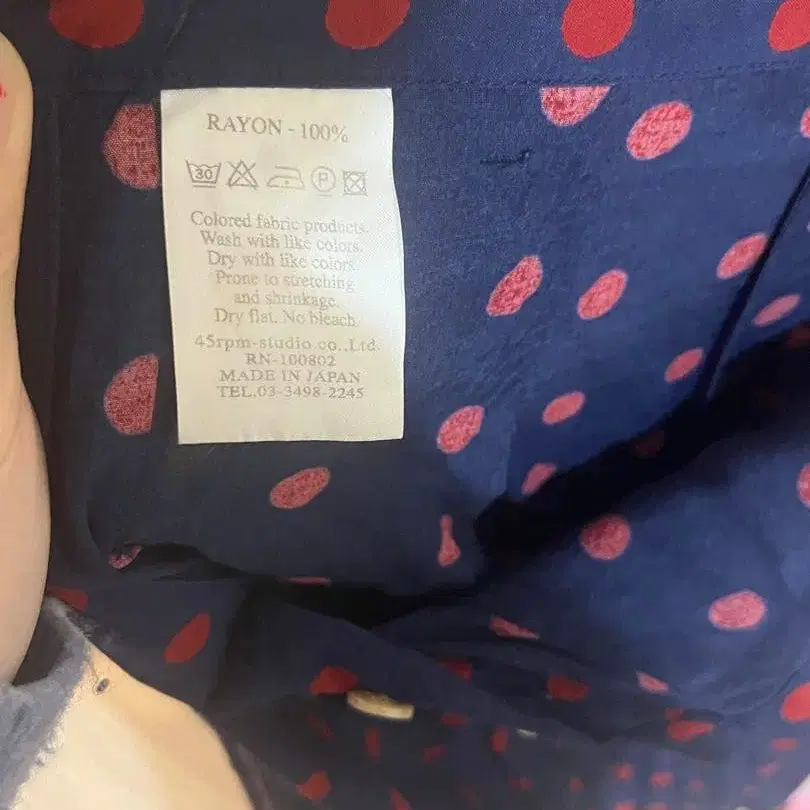 RAYON - 100%
30 P
Colored fabric products.
Wash with like colors.
Dry with like colors.
Prone to stretching
and shrinkage.
Dry flat. No bleach.
45rpm-studio co.,Ltd.
RN-100802
MADE IN JAPAN
TEL.03-3498-2245